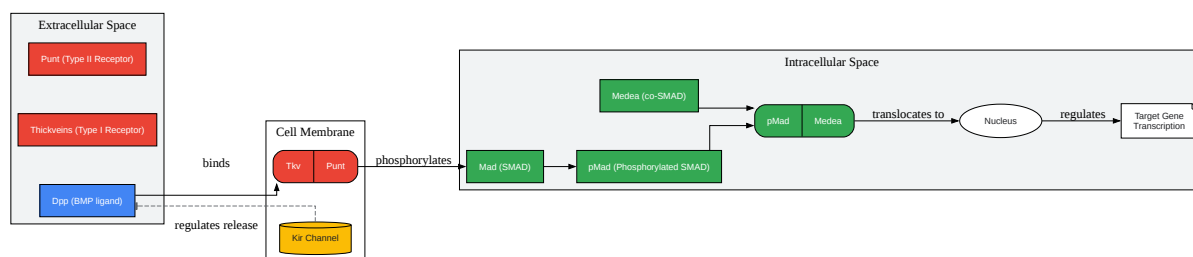 Extracellular Space
Punt (Type II Receptor)
Thickveins (Type I Receptor)
Dpp (BMP ligand)
binds
regulates release
Cell Membrane
Tkv
Punt
Kir Channel
phosphorylates
Intracellular Space
Medea (co-SMAD)
Mad (SMAD)
pMad (Phosphorylated SMAD)
pMad
Medea
translocates to
Nucleus
regulates
Target Gene
Transcription